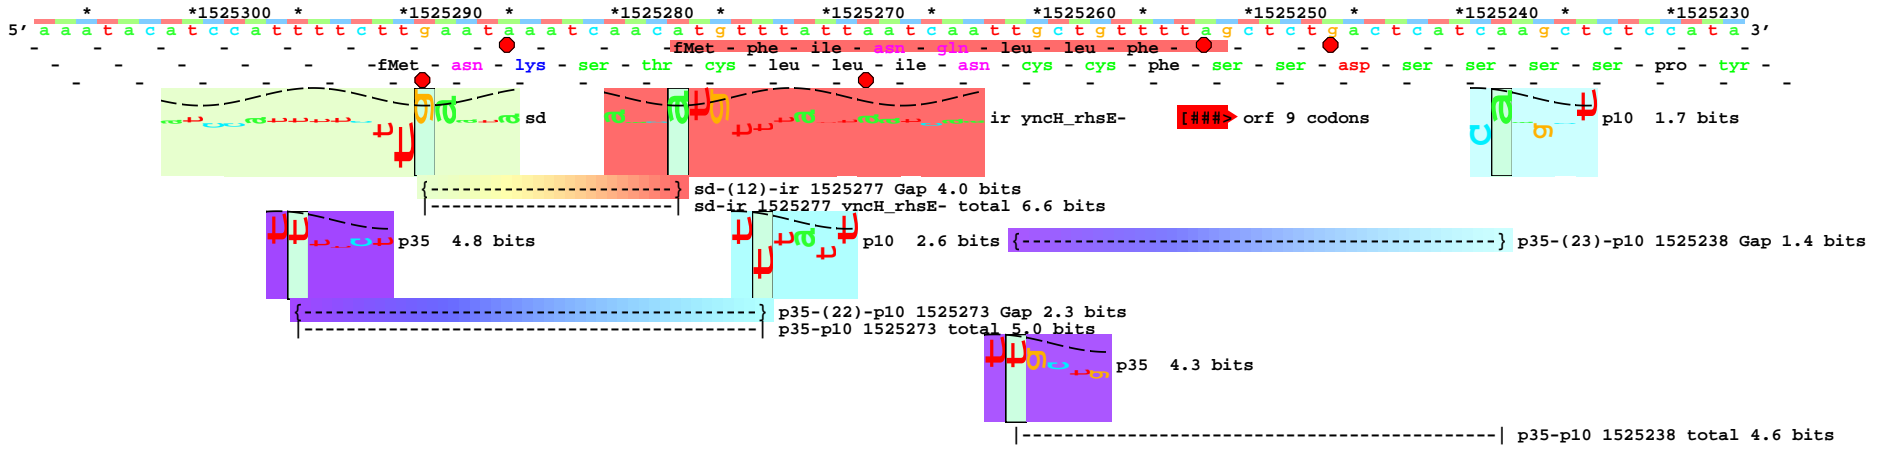 * *1525300 * *1525290 * *1525280 * *1525270 * *1525260 * *1525250 * *1525240 * *1525230
5' a a a t a c a t c c a t t t t c t t g a a t a a a t c a a c a t g t t t a t t a a t c a a t t g c t g t t t t a g c t c t g a c t c a t c a a g c t c t c c a t a 3'
fMet - phe - ile - asn - gln - leu - leu - phe -
fMet - asn - lys - ser - thr - cys - leu - leu - ile - asn - cys - cys - phe - ser - ser - asp - ser - ser - ser - ser - pro - tyr -
sd
ir yncH_rhsE-
[###> orf 9 codons
p10 1.7 bits
{------------------------} sd-(12)-ir 1525277 Gap 4.0 bits
|------------------------| sd-ir 1525277 yncH_rhsE- total 6.6 bits
p35 4.8 bits
p10 2.6 bits
{----------------------------------------------} p35-(23)-p10 1525238 Gap 1.4 bits
{--------------------------------------------} p35-(22)-p10 1525273 Gap 2.3 bits
|--------------------------------------------| p35-p10 1525273 total 5.0 bits
p35 4.3 bits
|----------------------------------------------| p35-p10 1525238 total 4.6 bits